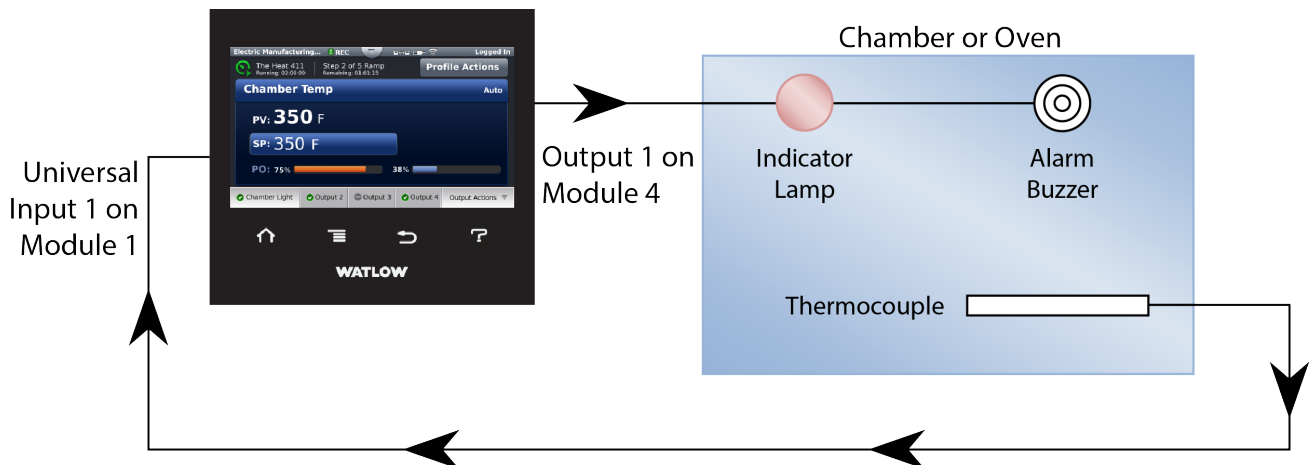 Chamber or Oven
Electric Manufacturing... REC Logged In
The Heat 411 Step 2 of 5 Ramp Profile Actions
Running: 02:00:09 Remaining: 01:01:15
Chamber Temp Auto
PV: 350 F
SP: 350 F
PO: 75% 38%
Chamber Light Output 2 Output 3 Output 4 Output Actions
WATLOW
Universal
Input 1 on
Module 1
Output 1 on
Module 4
Indicator
Lamp
Alarm
Buzzer
Thermocouple